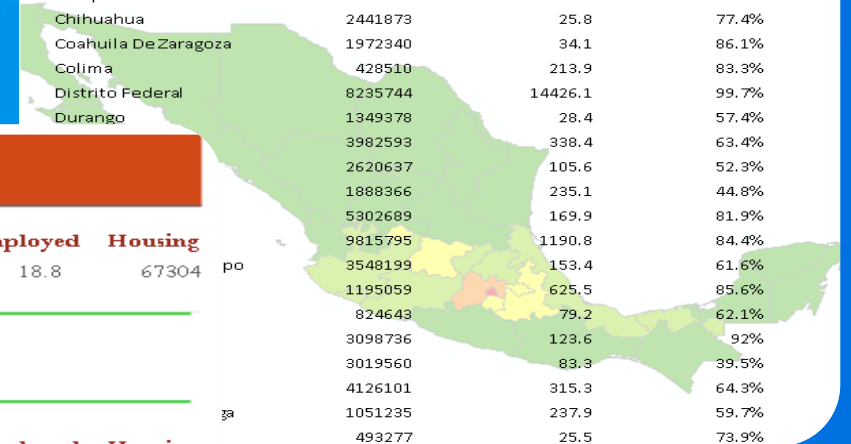 Chihuahua 2441873 25.8 77.4%
Coahuila De Zaragoza 1972340 34.1 86.1%
Colima 428510 213.9 83.3%
Distrito Federal 8235744 14426.1 99.7%
Durango 1349378 28.4 57.4%
3982593 338.4 63.4%
2620637 105.6 52.3%
1888366 235.1 44.8%
5302689 169.9 81.9%
ployed Housing 9815795 1190.8 84.4%
18.8 67304 po 3548199 153.4 61.6%
1195059 625.5 85.6%
824643 79.2 62.1%
3098736 123.6 92%
3019560 83.3 39.5%
4126101 315.3 64.3%
ga 1051235 237.9 59.7%
493277 25.5 73.9%